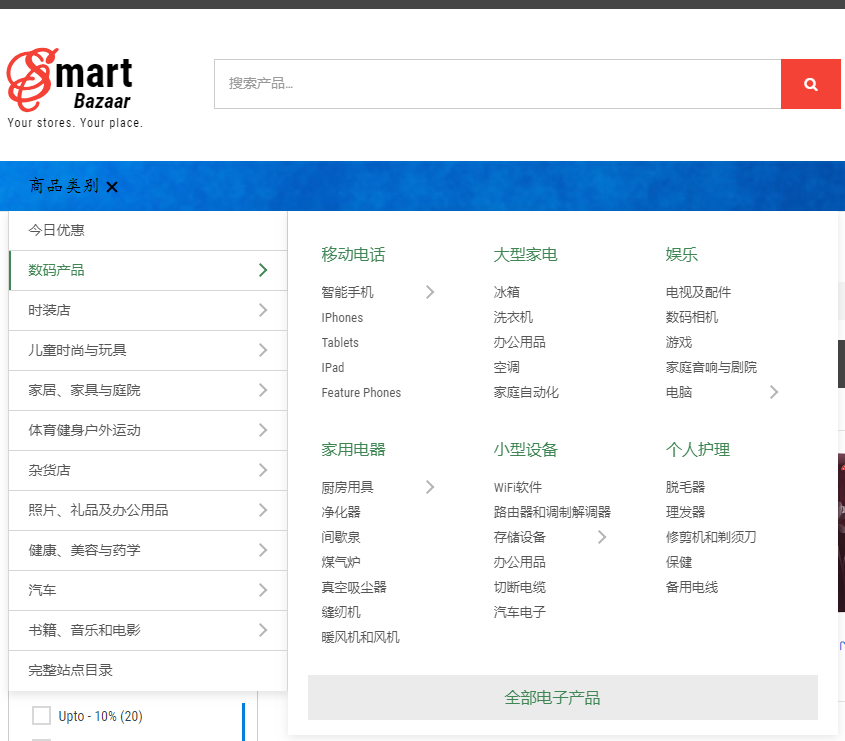 Smart
Bazaar
Your stores. Your place.
搜索产品...
商品类别
今日优惠
数码产品
时装店
儿童时尚与玩具
家居、家具与庭院
体育健身户外运动
杂货店
照片、礼品及办公用品
健康、美容与药学
汽车
书籍、音乐和电影
完整站点目录
移动电话
智能手机
IPhones
Tablets
IPad
Feature Phones
大型家电
冰箱
洗衣机
办公用品
空调
家庭自动化
娱乐
电视及配件
数码相机
游戏
家庭音响与剧院
电脑
家用电器
厨房用具
净化器
间歇泉
煤气炉
真空吸尘器
缝纫机
暖风机和风机
小型设备
WiFi软件
路由器和调制解调器
存储设备
办公用品
切断电缆
汽车电子
个人护理
脱毛器
理发器
修剪机和剃须刀
保健
备用电线
全部电子产品
Upto - 10% (20)